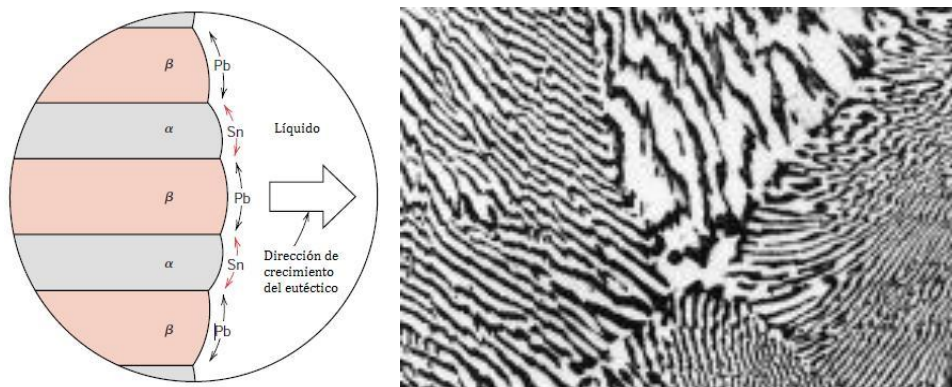 β
Pb
α
Sn
Líquido
β
Pb
α
Sn
Dirección de
crecimiento
del eutéctico
β
Pb